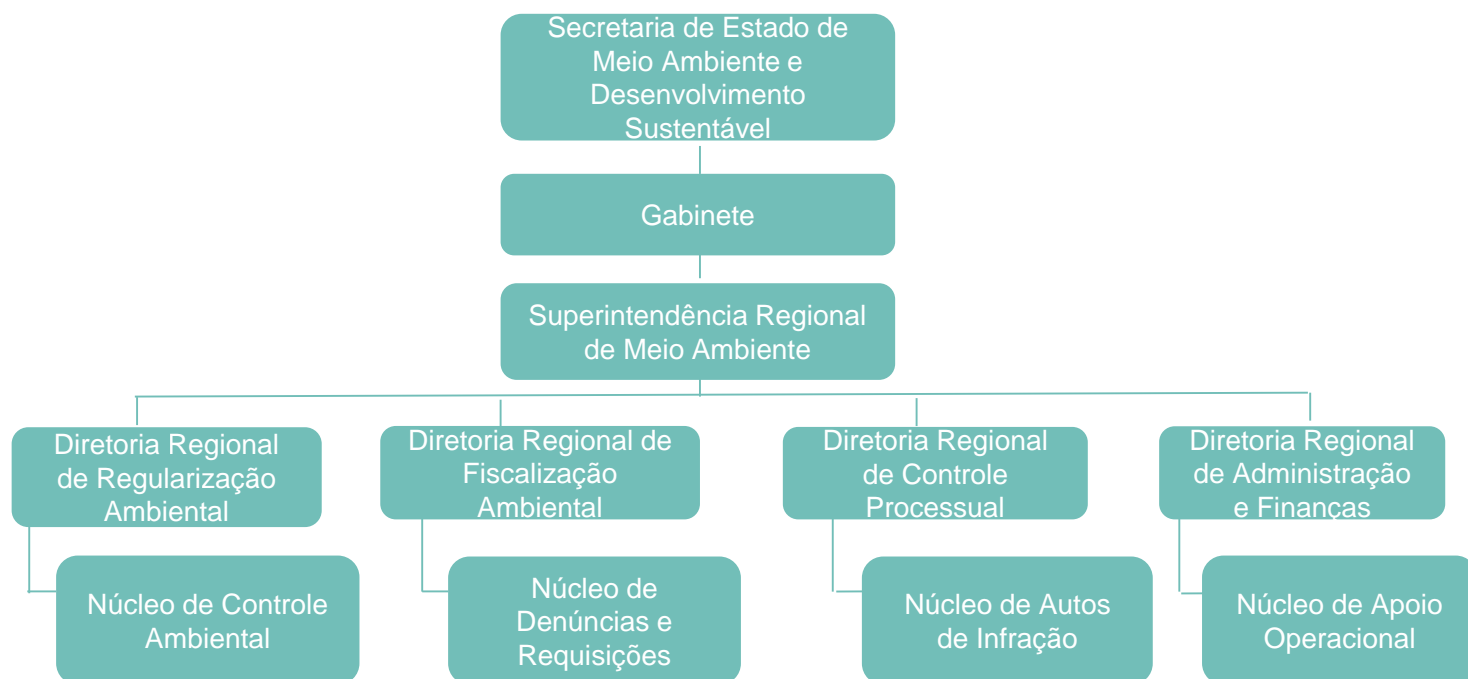 Secretaria de Estado de
Meio Ambiente e
Desenvolvimento
Sustentável
Gabinete
Superintendência Regional
de Meio Ambiente
Diretoria Regional
de Regularização
Ambiental
Diretoria Regional de
Fiscalização
Ambiental
Diretoria Regional
de Controle
Processual
Diretoria Regional
de Administração
e Finanças
Núcleo de Controle
Ambiental
Núcleo de
Denúncias e
Requisições
Núcleo de Autos
de Infração
Núcleo de Apoio
Operacional